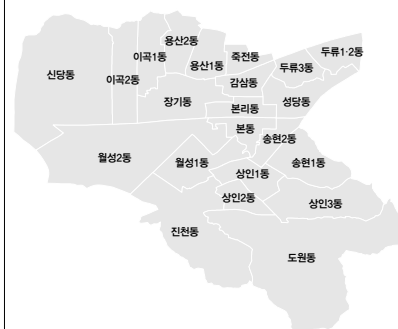 용산2동
두류1·2동
이곡1동
죽전동
용산1동
두류3동
신당동
이곡2동
감삼동
장기동
성당동
본리동
본동
송현2동
월성2동
월성1동
송현1동
상인1동
상인2동
상인3동
진천동
도원동